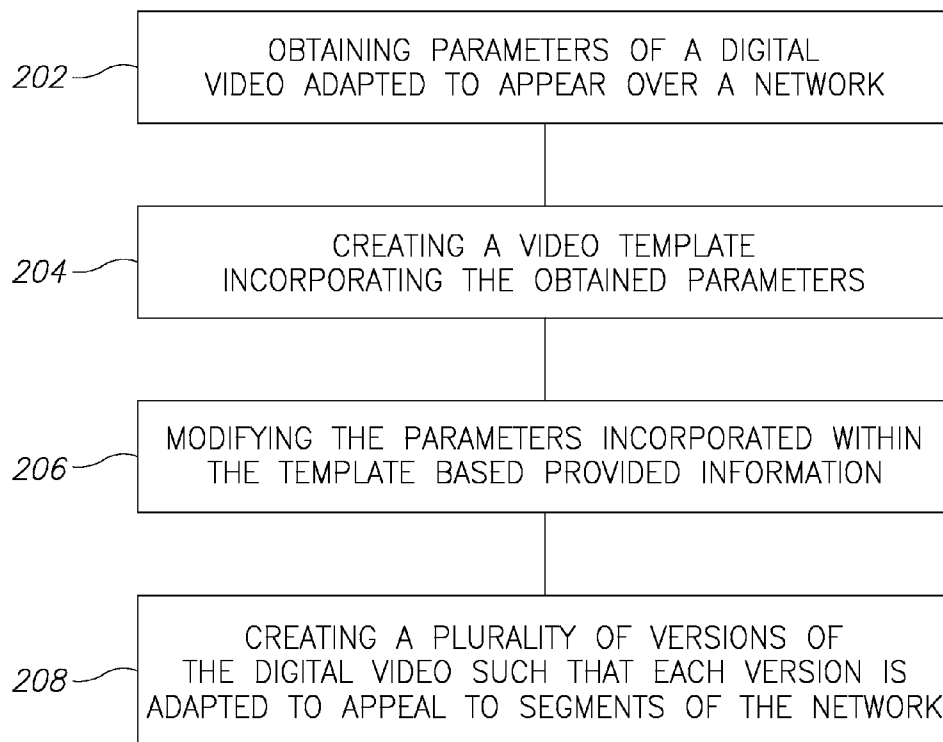 202
OBTAINING PARAMETERS OF A DIGITAL
VIDEO ADAPTED TO APPEAR OVER A NETWORK
204
CREATING A VIDEO TEMPLATE
INCORPORATING THE OBTAINED PARAMETERS
206
MODIFYING THE PARAMETERS INCORPORATED WITHIN
THE TEMPLATE BASED PROVIDED INFORMATION
208
CREATING A PLURALITY OF VERSIONS OF
THE DIGITAL VIDEO SUCH THAT EACH VERSION IS
ADAPTED TO APPEAL TO SEGMENTS OF THE NETWORK